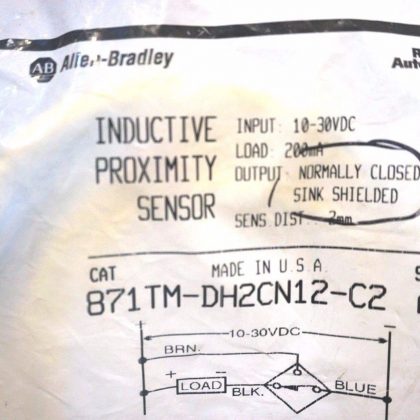 AB Allen-Bradley
INDUCTIVE
PROXIMITY
SENSOR
INPUT: 10-30VDC
LOAD: 200mA
OUTPUT: NORMALLY CLOSED
SINK SHIELDED
SENS.DIST.: 2mm
CAT
MADE IN U.S.A.
871TM-DH2CN12-C2
10-30VDC
BRN.
+ LOAD − BLK.
BLUE